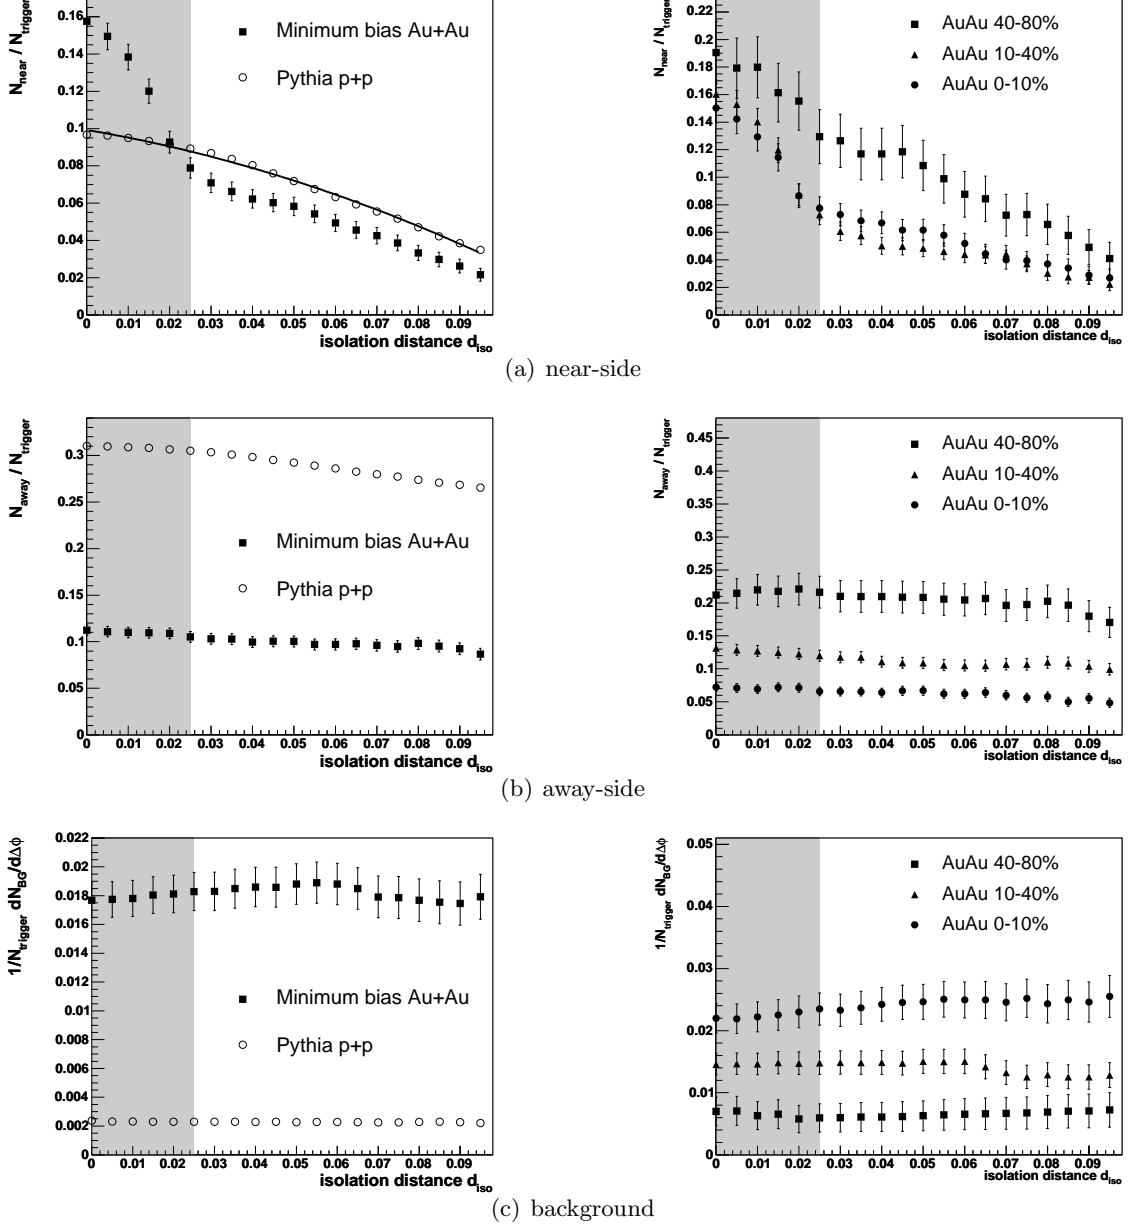 N_near / N_trigger
0.16
0.14
0.12
0.1
0.08
0.06
0.04
0.02
0
Minimum bias Au+Au
Pythia p+p
0 0.01 0.02 0.03 0.04 0.05 0.06 0.07 0.08 0.09
isolation distance d_iso
N_near / N_trigger
0.22
0.2
0.18
0.16
0.14
0.12
0.1
0.08
0.06
0.04
0.02
0
AuAu 40-80%
AuAu 10-40%
AuAu 0-10%
0 0.01 0.02 0.03 0.04 0.05 0.06 0.07 0.08 0.09
isolation distance d_iso
(a) near-side
N_away / N_trigger
0.3
0.25
0.2
0.15
0.1
0.05
0
Minimum bias Au+Au
Pythia p+p
0 0.01 0.02 0.03 0.04 0.05 0.06 0.07 0.08 0.09
isolation distance d_iso
N_away / N_trigger
0.45
0.4
0.35
0.3
0.25
0.2
0.15
0.1
0.05
0
AuAu 40-80%
AuAu 10-40%
AuAu 0-10%
0 0.01 0.02 0.03 0.04 0.05 0.06 0.07 0.08 0.09
isolation distance d_iso
(b) away-side
1/N_trigger dN_BG/dΔϕ
0.022
0.02
0.018
0.016
0.014
0.012
0.01
0.008
0.006
0.004
0.002
0
Minimum bias Au+Au
Pythia p+p
0 0.01 0.02 0.03 0.04 0.05 0.06 0.07 0.08 0.09
isolation distance d_iso
1/N_trigger dN_BG/dΔϕ
0.05
0.04
0.03
0.02
0.01
0
AuAu 40-80%
AuAu 10-40%
AuAu 0-10%
0 0.01 0.02 0.03 0.04 0.05 0.06 0.07 0.08 0.09
isolation distance d_iso
(c) background